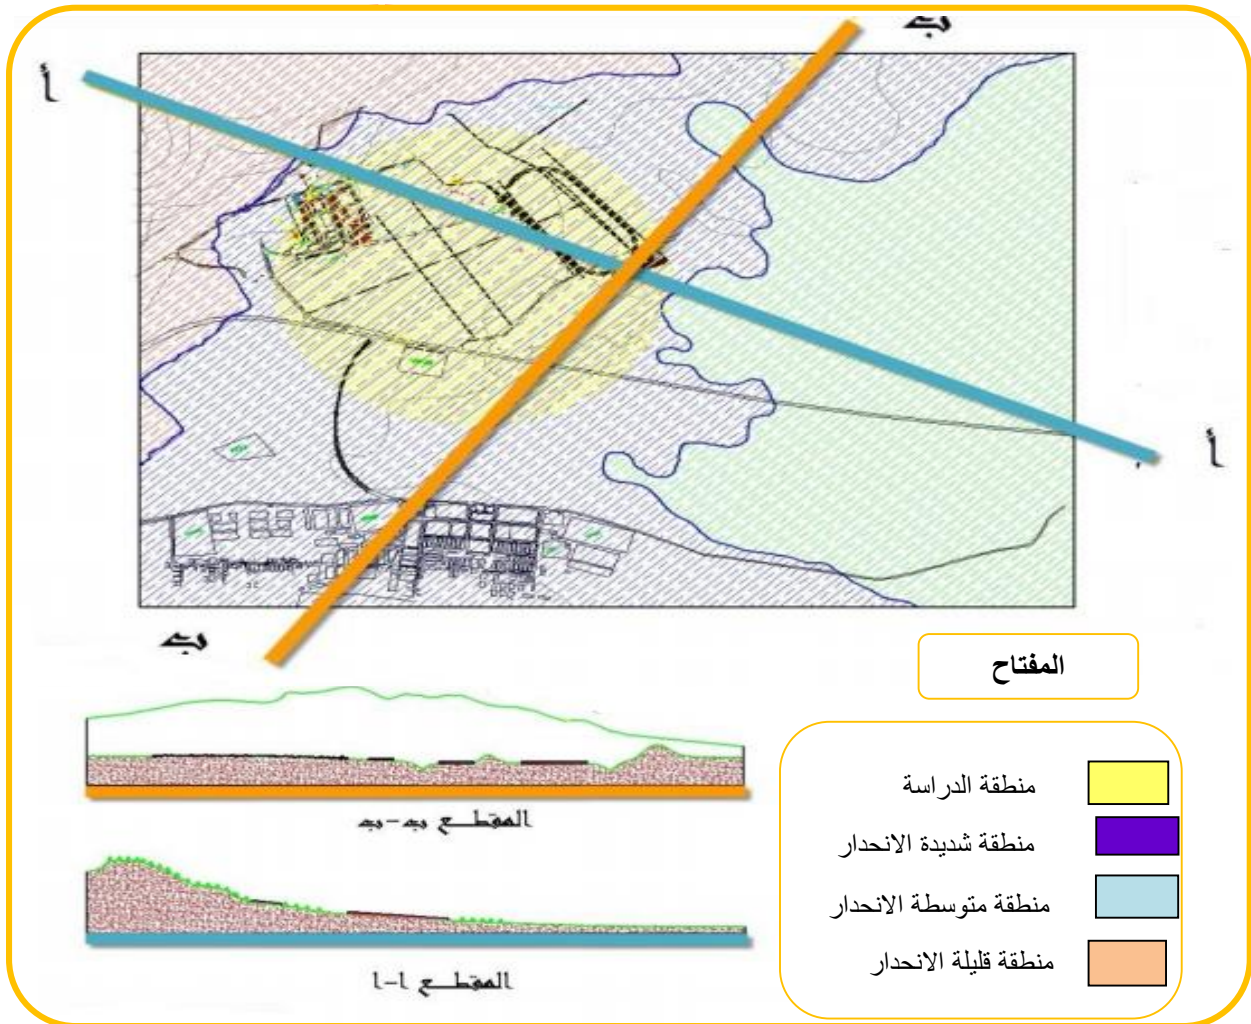 ب
أ
أ
ب
المفتاح
منطقة الدراسة
منطقة شديدة الانحدار
منطقة متوسطة الانحدار
منطقة قليلة الانحدار
المقطع ب-ب
المقطع ا-ا